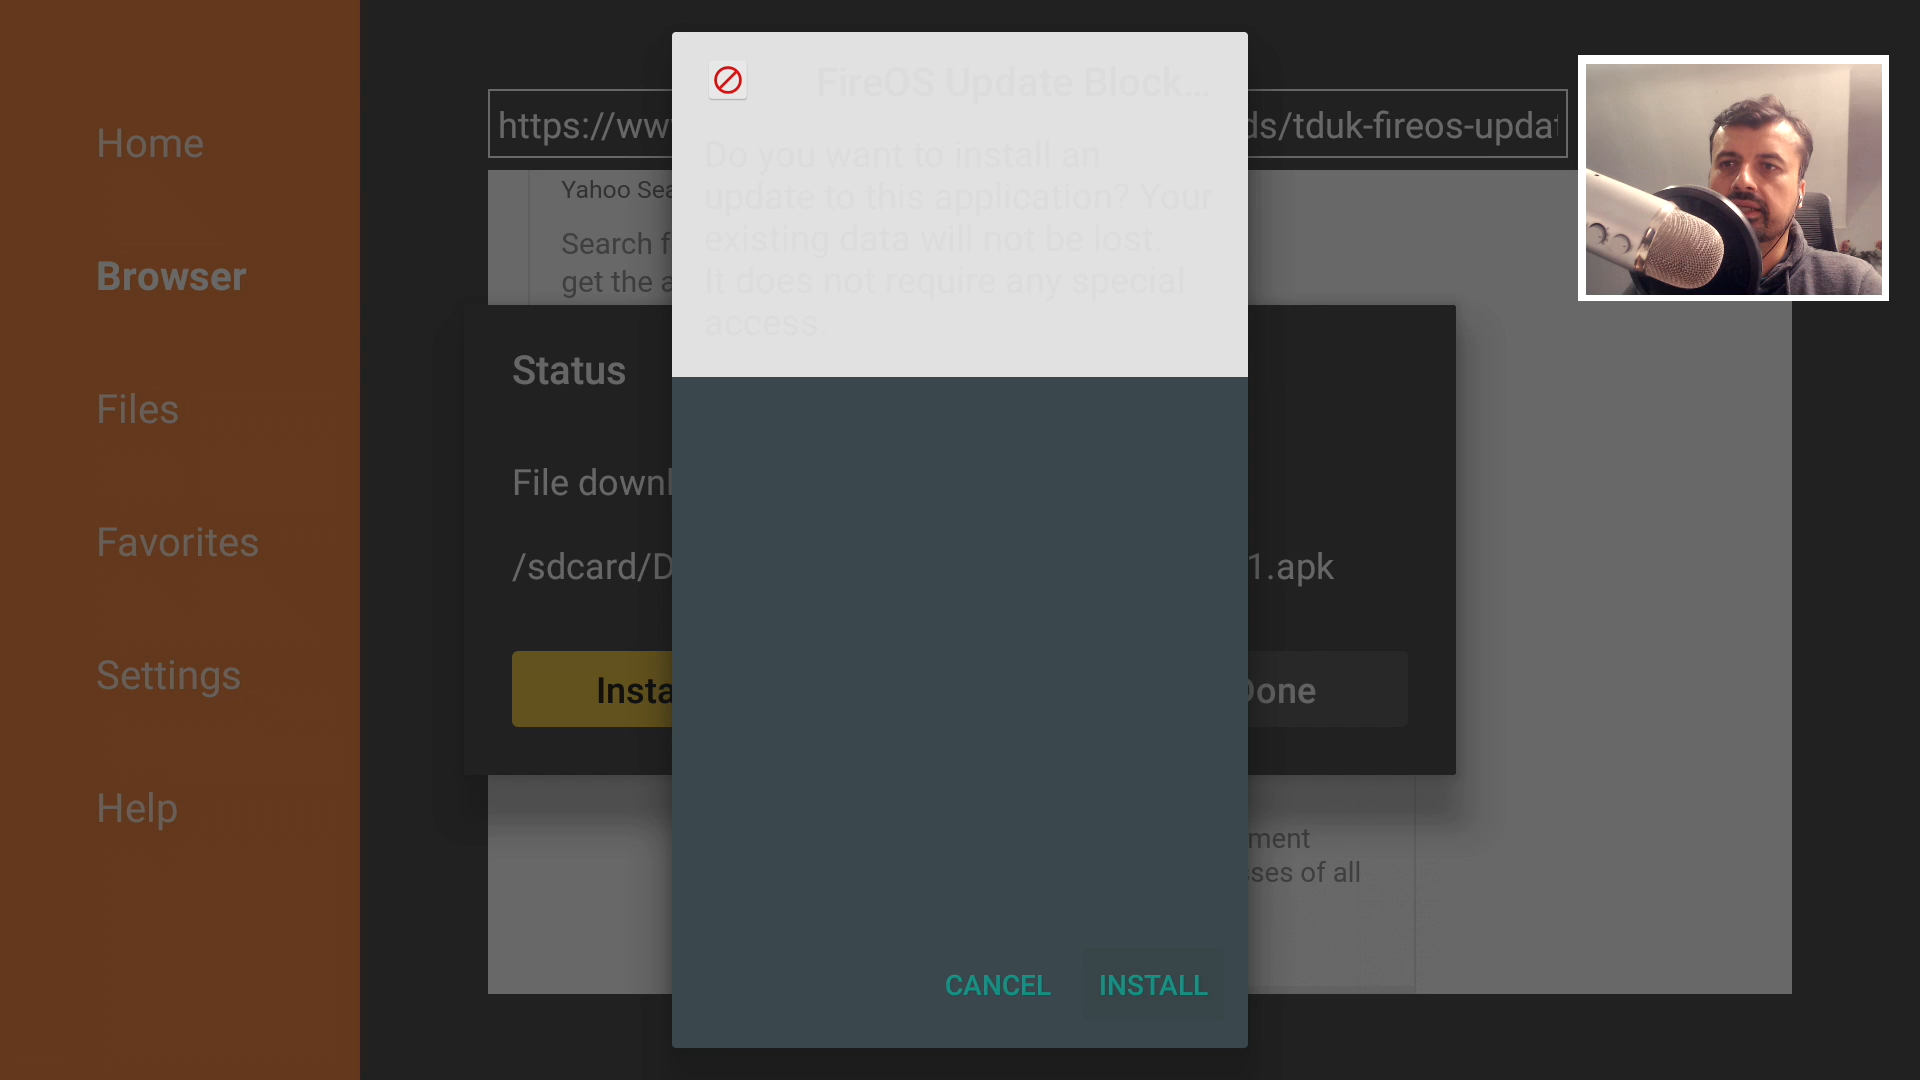 Home
Browser
Files
Favorites
Settings
Help
https://ww
ds/tduk-fireos-updat
Yahoo Sea
Search f
get the a
FireOS Update Block...
Do you want to install an
update to this application? Your
existing data will not be lost.
It does not require any special
access.
Status
File downl
/sdcard/D
1.apk
Insta
Done
ment
sses of all
CANCEL
INSTALL